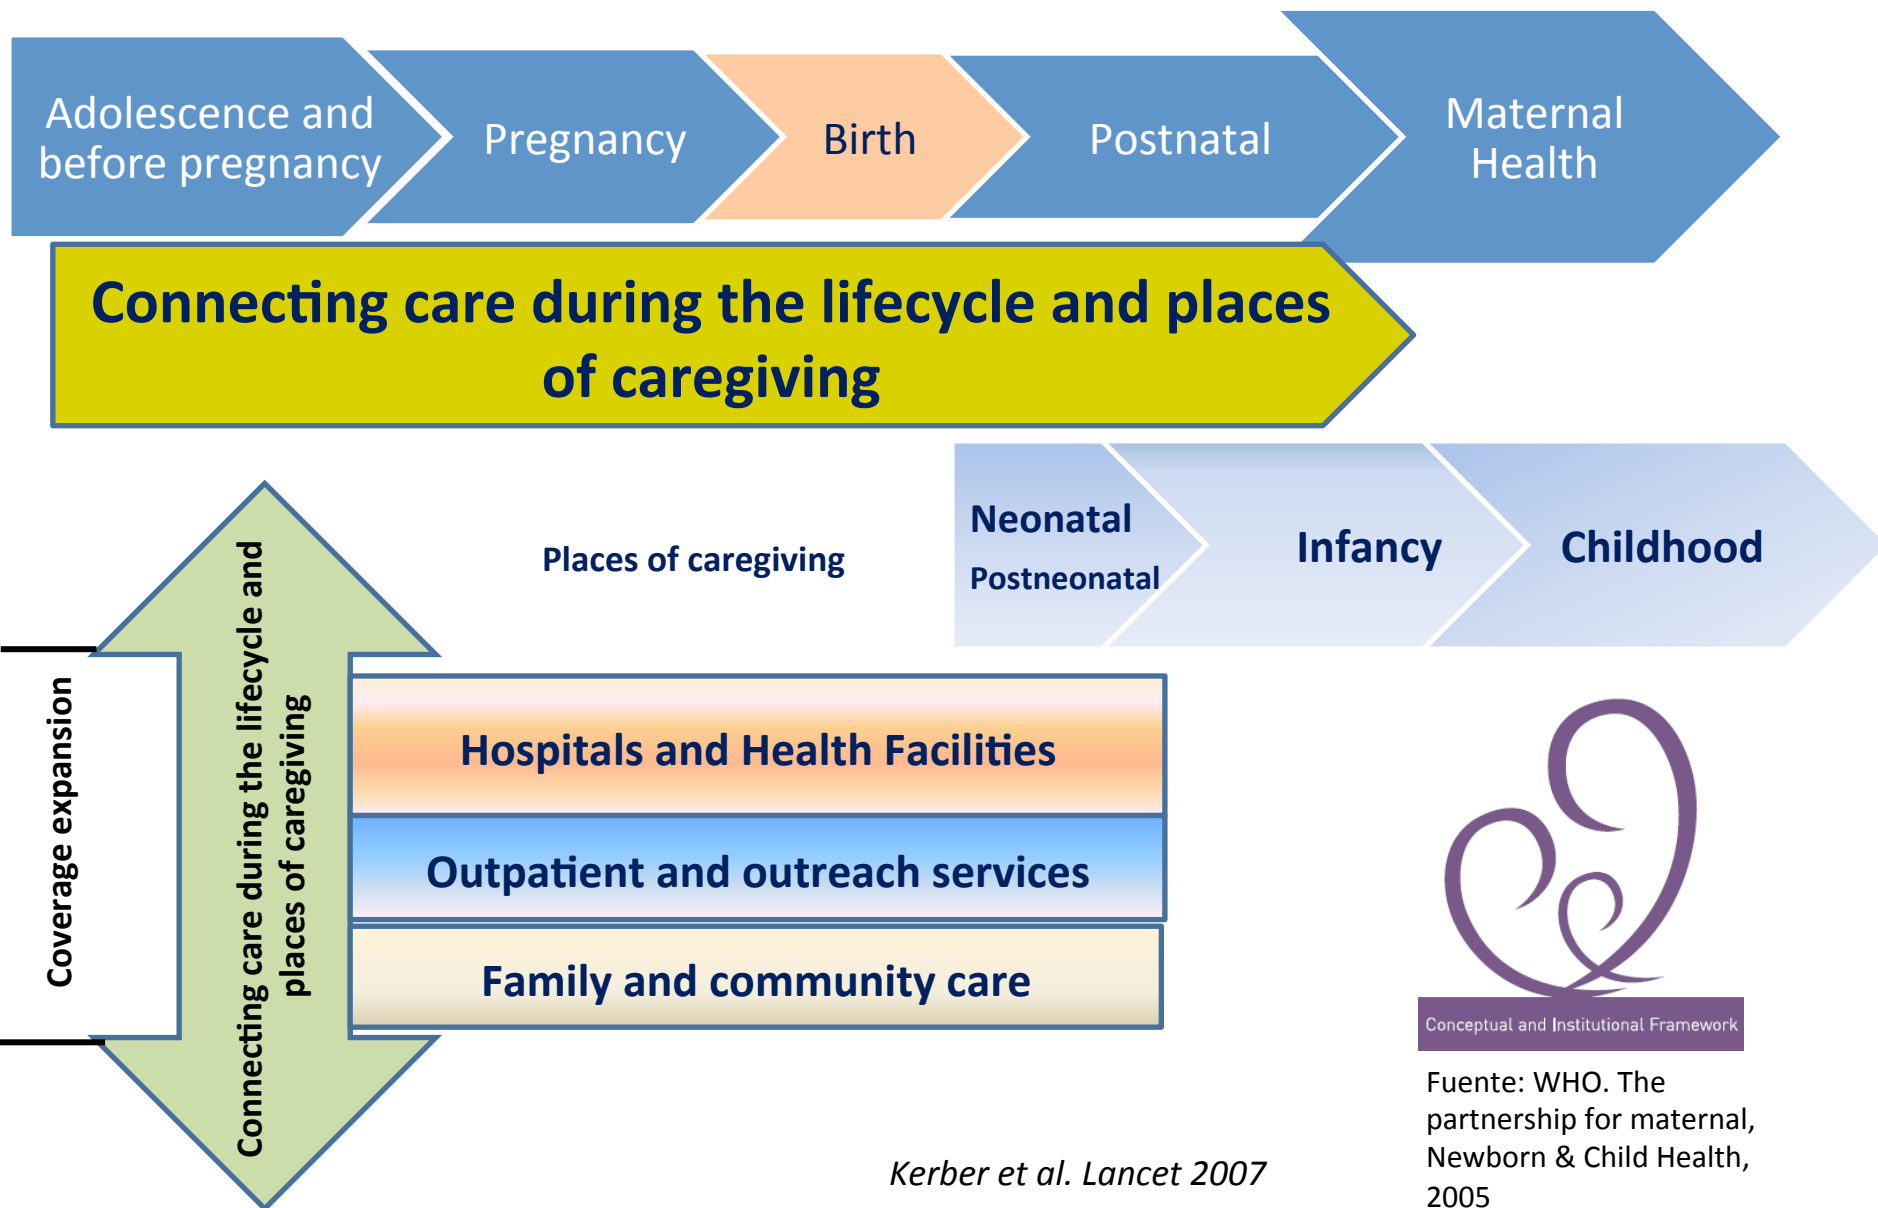 Adolescence and
before pregnancy
Pregnancy
Birth
Postnatal
Maternal
Health
Connecting care during the lifecycle and places
of caregiving
Neonatal
Postneonatal
Infancy
Childhood
Places of caregiving
Coverage expansion
Connecting care during the lifecycle and
places of caregiving
Hospitals and Health Facilities
Outpatient and outreach services
Family and community care
Conceptual and Institutional Framework
Fuente: WHO. The
partnership for maternal,
Newborn & Child Health,
2005
Kerber et al. Lancet 2007